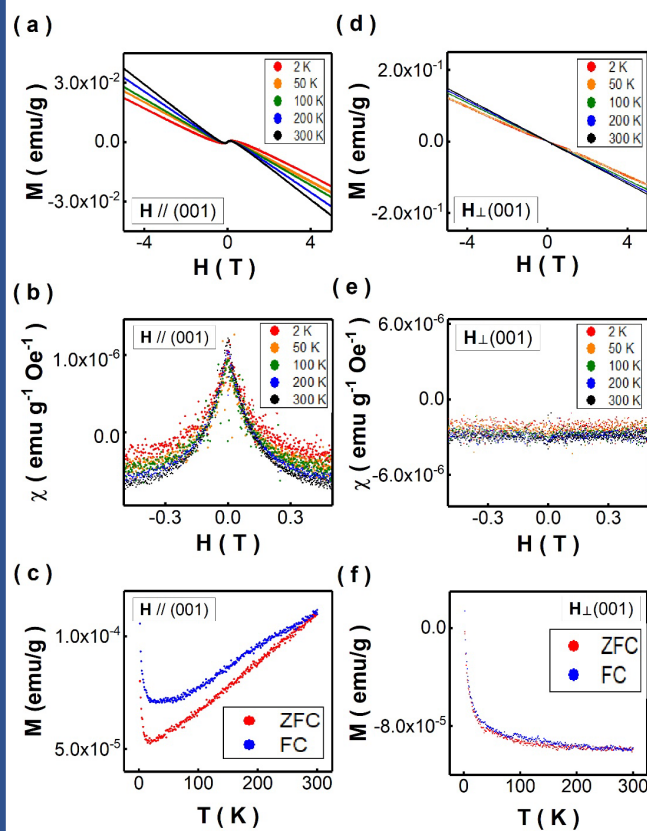 ( a )
M ( emu/g )
3.0x10⁻²
0.0
-3.0x10⁻²
2 K
50 K
100 K
200 K
300 K
H // (001)
-4
0
4
H ( T )
( b )
χ ( emu g⁻¹ Oe⁻¹ )
1.0x10⁻⁶
0.0
H // (001)
2 K
50 K
100 K
200 K
300 K
-0.3
0.0
0.3
H ( T )
( c )
M (emu/g)
1.0x10⁻⁴
5.0x10⁻⁵
H // (001)
ZFC
FC
0
100
200
300
T ( K )
( d )
M ( emu/g )
2.0x10⁻¹
0.0
-2.0x10⁻¹
2 K
50 K
100 K
200 K
300 K
H⊥(001)
-4
0
4
H ( T )
( e )
χ ( emu g⁻¹ Oe⁻¹ )
6.0x10⁻⁶
0.0
-6.0x10⁻⁶
H⊥(001)
2 K
50 K
100 K
200 K
300 K
-0.3
0.0
0.3
H ( T )
( f )
M ( emu/g )
0.0
-8.0x10⁻⁵
H⊥(001)
ZFC
FC
0
100
200
300
T ( K )